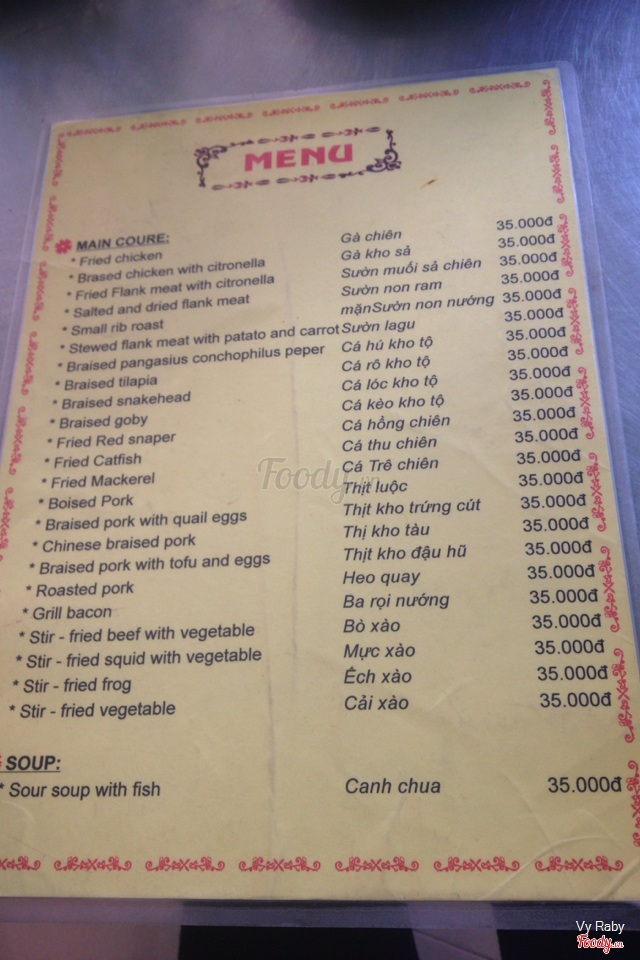 MENU
MAIN COURE:
* Fried chicken Gà chiên 35.000đ
* Brased chicken with citronella Gà kho sả 35.000đ
* Fried Flank meat with citronella Sườn muối sả chiên 35.000đ
* Salted and dried flank meat Sườn non ram 35.000đ
* Small rib roast mặnSườn non nướng 35.000đ
* Stewed flank meat with patato and carrot Sườn lagu 35.000đ
* Braised pangasius conchophilus peper Cá hú kho tộ 35.000đ
* Braised tilapia Cá rô kho tộ 35.000đ
* Braised snakehead Cá lóc kho tộ 35.000đ
* Braised goby Cá kèo kho tộ 35.000đ
* Fried Red snaper Cá hồng chiên 35.000đ
* Fried Catfish Cá thu chiên 35.000đ
* Fried Mackerel Cá Trê chiên 35.000đ
* Boised Pork Thịt luộc 35.000đ
* Braised pork with quail eggs Thịt kho trứng cút 35.000đ
* Chinese braised pork Thị kho tàu 35.000đ
* Braised pork with tofu and eggs Thịt kho đậu hũ 35.000đ
* Roasted pork Heo quay 35.000đ
* Grill bacon Ba rọi nướng 35.000đ
* Stir - fried beef with vegetable Bò xào 35.000đ
* Stir - fried squid with vegetable Mực xào 35.000đ
* Stir - fried frog Ếch xào 35.000đ
* Stir - fried vegetable Cải xào 35.000đ
SOUP:
* Sour soup with fish Canh chua 35.000đ
Foody.vn
Vy Raby
Foody.vn